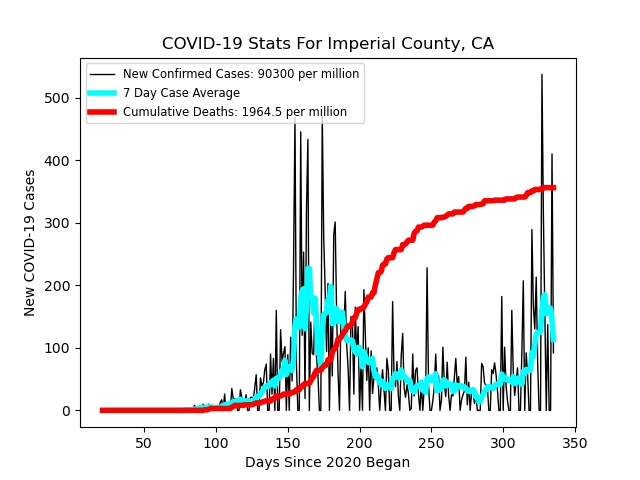 COVID-19 Stats For Imperial County, CA
New Confirmed Cases: 90300 per million
7 Day Case Average
Cumulative Deaths: 1964.5 per million
New COVID-19 Cases
500
400
300
200
100
0
50 100 150 200 250 300 350
Days Since 2020 Began